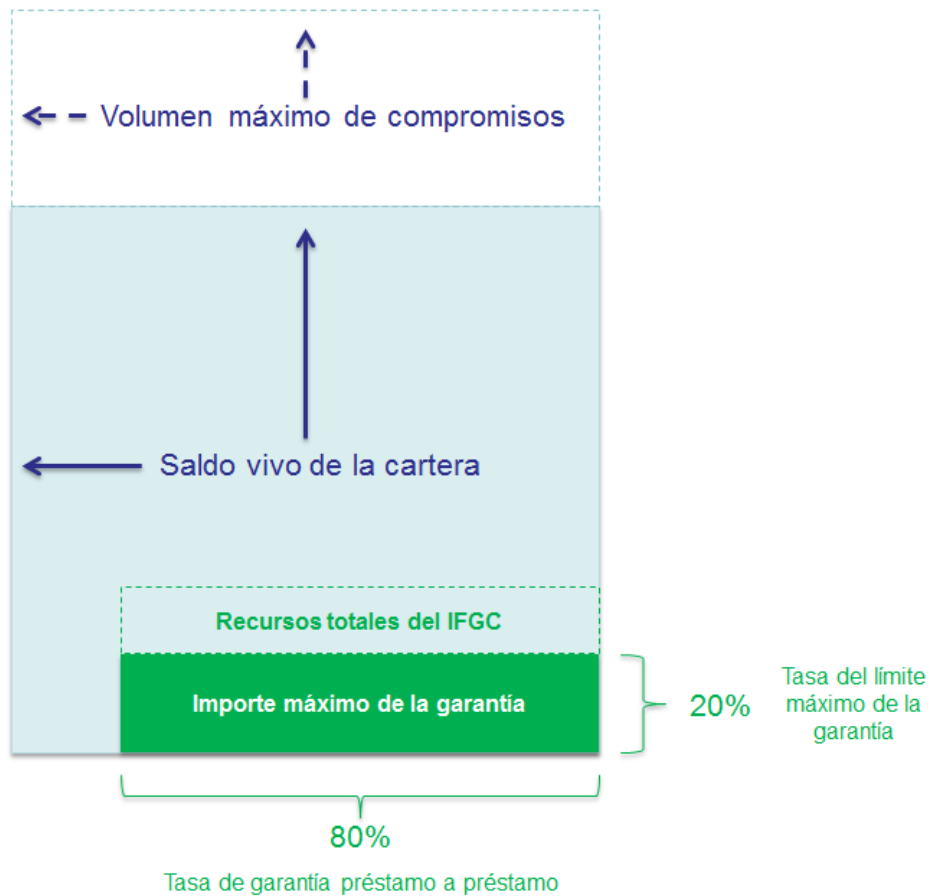 Volumen máximo de compromisos
Saldo vivo de la cartera
Recursos totales del IFGC
Importe máximo de la garantía
20%
Tasa del límite
máximo de la
garantía
80%
Tasa de garantía préstamo a préstamo